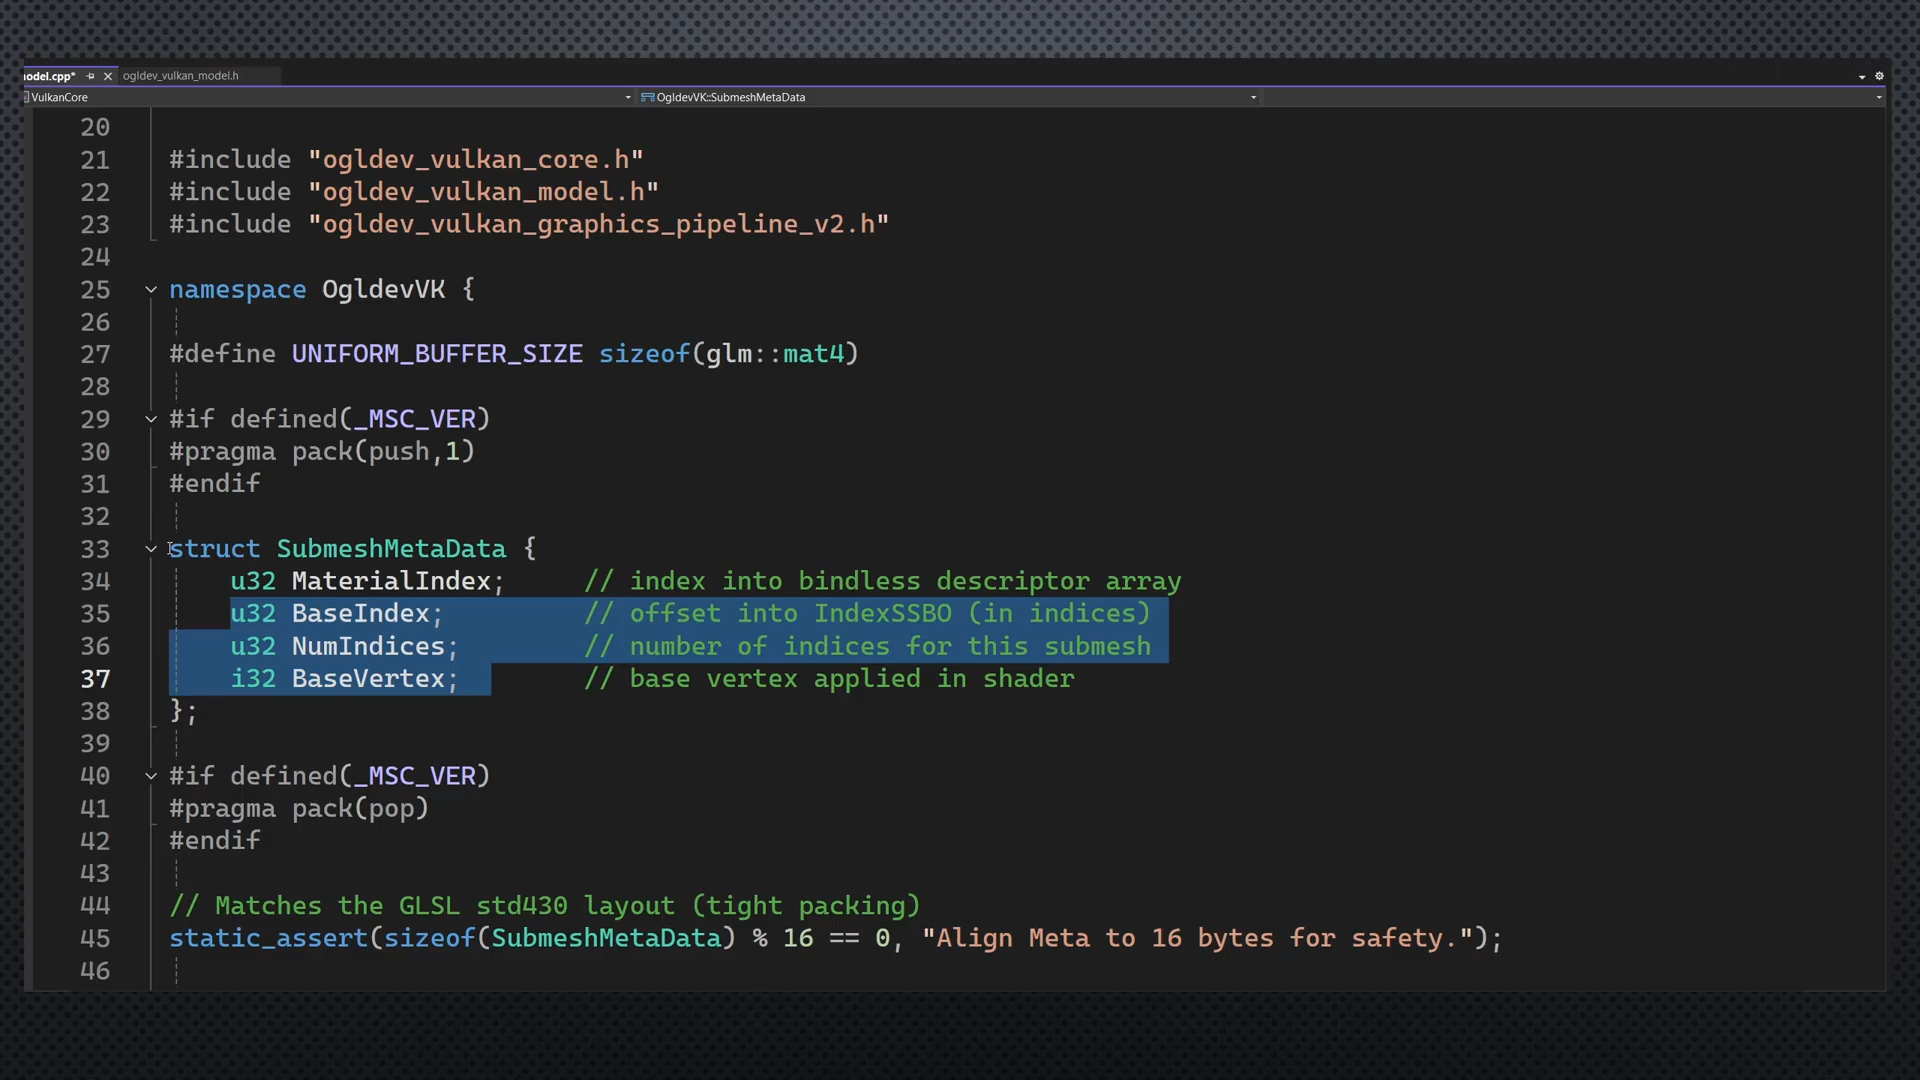 odel.cpp* ogldev_vulkan_model.h
VulkanCore OgldevVK::SubmeshMetaData
20
21 #include "ogldev_vulkan_core.h"
22 #include "ogldev_vulkan_model.h"
23 #include "ogldev_vulkan_graphics_pipeline_v2.h"
24
25 namespace OgldevVK {
26
27 #define UNIFORM_BUFFER_SIZE sizeof(glm::mat4)
28
29 #if defined(_MSC_VER)
30 #pragma pack(push,1)
31 #endif
32
33 struct SubmeshMetaData {
34 u32 MaterialIndex; // index into bindless descriptor array
35 u32 BaseIndex; // offset into IndexSSBO (in indices)
36 u32 NumIndices; // number of indices for this submesh
37 i32 BaseVertex; // base vertex applied in shader
38 };
39
40 #if defined(_MSC_VER)
41 #pragma pack(pop)
42 #endif
43
44 // Matches the GLSL std430 layout (tight packing)
45 static_assert(sizeof(SubmeshMetaData) % 16 == 0, "Align Meta to 16 bytes for safety.");
46